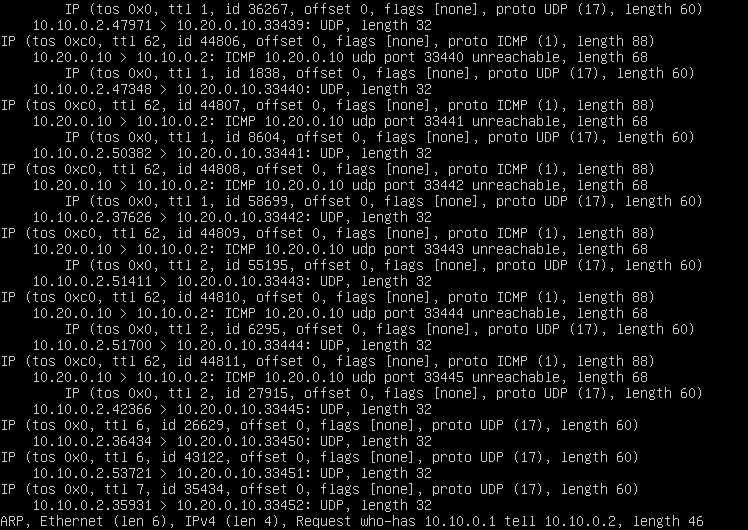 IP (tos 0x0, ttl 1, id 36267, offset 0, flags [none], proto UDP (17), length 60)
10.10.0.2.47971 > 10.20.0.10.33439: UDP, length 32
IP (tos 0xc0, ttl 62, id 44806, offset 0, flags [none], proto ICMP (1), length 88)
10.20.0.10 > 10.10.0.2: ICMP 10.20.0.10 udp port 33440 unreachable, length 68
IP (tos 0x0, ttl 1, id 1838, offset 0, flags [none], proto UDP (17), length 60)
10.10.0.2.47348 > 10.20.0.10.33440: UDP, length 32
IP (tos 0xc0, ttl 62, id 44807, offset 0, flags [none], proto ICMP (1), length 88)
10.20.0.10 > 10.10.0.2: ICMP 10.20.0.10 udp port 33441 unreachable, length 68
IP (tos 0x0, ttl 1, id 8604, offset 0, flags [none], proto UDP (17), length 60)
10.10.0.2.50382 > 10.20.0.10.33441: UDP, length 32
IP (tos 0xc0, ttl 62, id 44808, offset 0, flags [none], proto ICMP (1), length 88)
10.20.0.10 > 10.10.0.2: ICMP 10.20.0.10 udp port 33442 unreachable, length 68
IP (tos 0x0, ttl 1, id 58699, offset 0, flags [none], proto UDP (17), length 60)
10.10.0.2.37626 > 10.20.0.10.33442: UDP, length 32
IP (tos 0xc0, ttl 62, id 44809, offset 0, flags [none], proto ICMP (1), length 88)
10.20.0.10 > 10.10.0.2: ICMP 10.20.0.10 udp port 33443 unreachable, length 68
IP (tos 0x0, ttl 2, id 55195, offset 0, flags [none], proto UDP (17), length 60)
10.10.0.2.51411 > 10.20.0.10.33443: UDP, length 32
IP (tos 0xc0, ttl 62, id 44810, offset 0, flags [none], proto ICMP (1), length 88)
10.20.0.10 > 10.10.0.2: ICMP 10.20.0.10 udp port 33444 unreachable, length 68
IP (tos 0x0, ttl 2, id 6295, offset 0, flags [none], proto UDP (17), length 60)
10.10.0.2.51700 > 10.20.0.10.33444: UDP, length 32
IP (tos 0xc0, ttl 62, id 44811, offset 0, flags [none], proto ICMP (1), length 88)
10.20.0.10 > 10.10.0.2: ICMP 10.20.0.10 udp port 33445 unreachable, length 68
IP (tos 0x0, ttl 2, id 27915, offset 0, flags [none], proto UDP (17), length 60)
10.10.0.2.42366 > 10.20.0.10.33445: UDP, length 32
IP (tos 0x0, ttl 6, id 26629, offset 0, flags [none], proto UDP (17), length 60)
10.10.0.2.36434 > 10.20.0.10.33450: UDP, length 32
IP (tos 0x0, ttl 6, id 43122, offset 0, flags [none], proto UDP (17), length 60)
10.10.0.2.53721 > 10.20.0.10.33451: UDP, length 32
IP (tos 0x0, ttl 7, id 35434, offset 0, flags [none], proto UDP (17), length 60)
10.10.0.2.35931 > 10.20.0.10.33452: UDP, length 32
ARP, Ethernet (len 6), IPv4 (len 4), Request who-has 10.10.0.1 tell 10.10.0.2, length 46